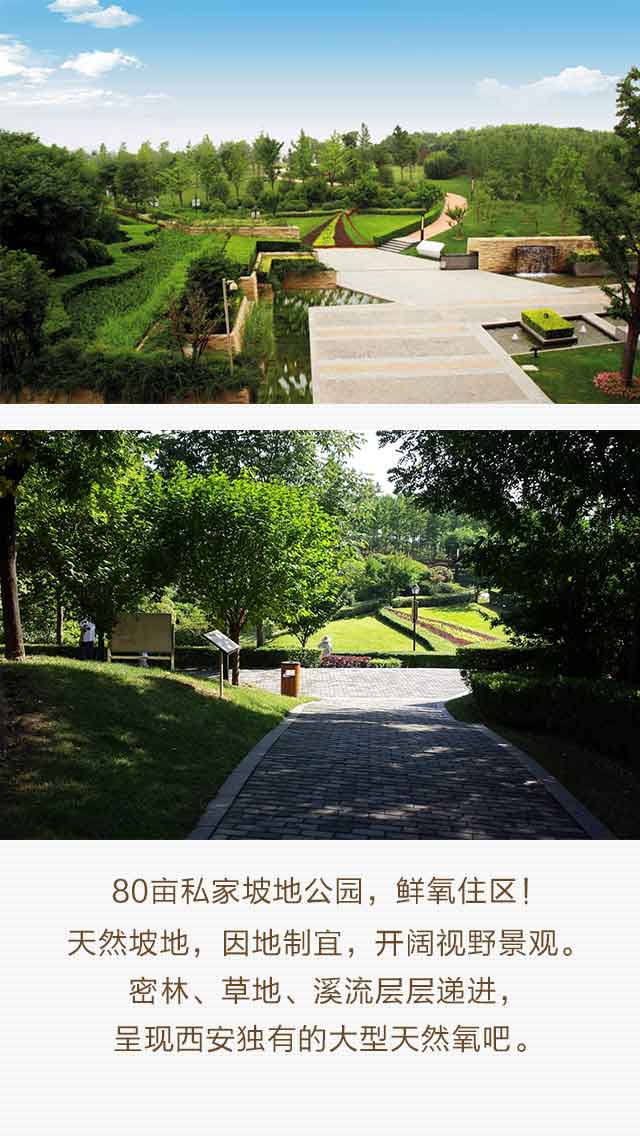 80亩私家坡地公园，鲜氧住区！
天然坡地，因地制宜，开阔视野景观。
密林、草地、溪流层层递进，
呈现西安独有的大型天然氧吧。